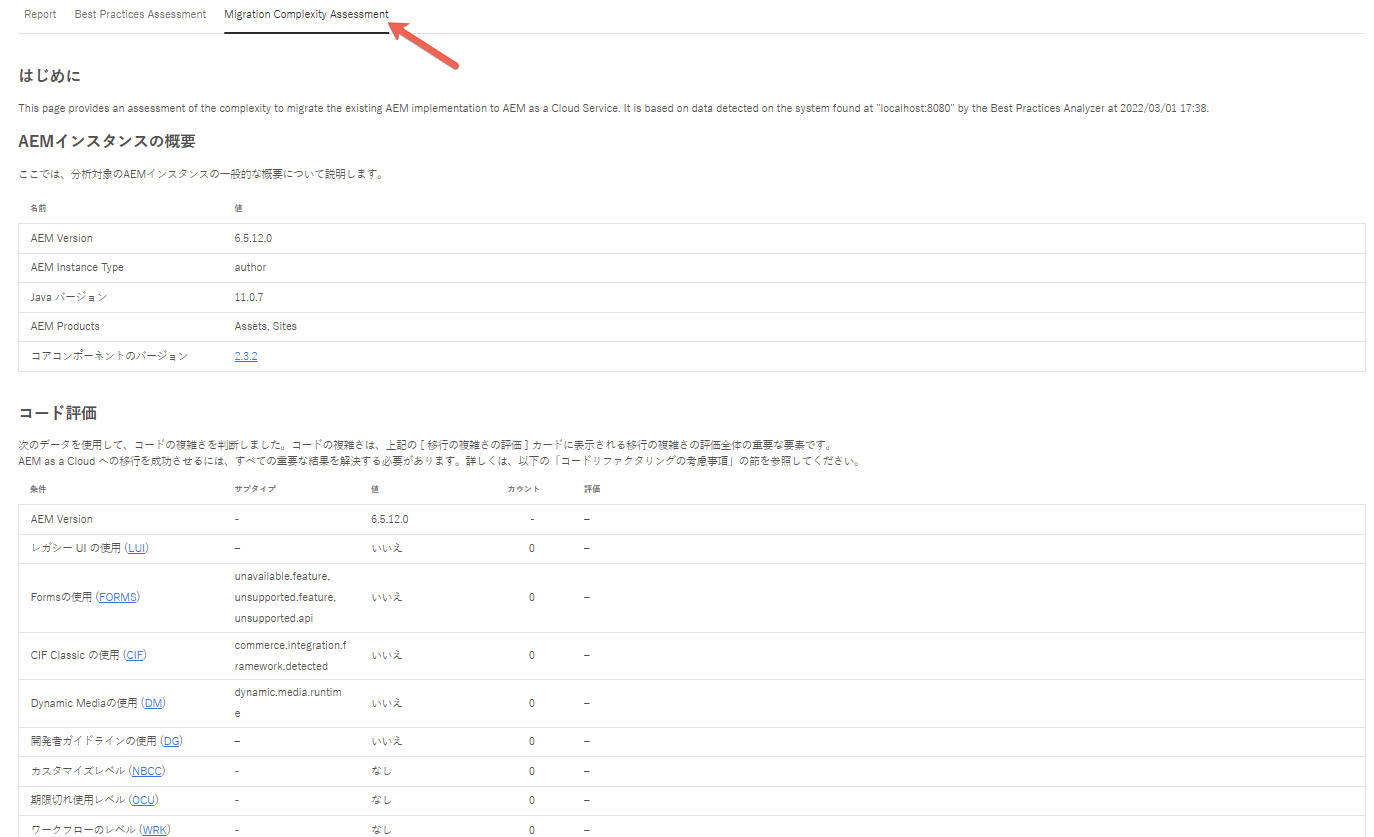 Report Best Practices Assessment Migration Complexity Assessment
はじめに
This page provides an assessment of the complexity to migrate the existing AEM implementation to AEM as a Cloud Service. It is based on data detected on the system found at "localhost:8080" by the Best Practices Analyzer at 2022/03/01 17:38.
AEMインスタンスの概要
ここでは、分析対象のAEMインスタンスの一般的な概要について説明します。
名前 値
AEM Version 6.5.12.0
AEM Instance Type author
Java バージョン 11.0.7
AEM Products Assets, Sites
コアコンポーネントのバージョン 2.3.2
コード評価
次のデータを使用して、コードの複雑さを判断しました。コードの複雑さは、上記の [ 移行の複雑さの評価 ] カードに表示される移行の複雑さの評価全体の重要な要素です。
AEM as a Cloud への移行を成功させるには、すべての重要な結果を解決する必要があります。詳しくは、以下の「コードリファクタリングの考慮事項」の節を参照してください。
条件 サブタイプ 値 カウント 評価
AEM Version - 6.5.12.0 - –
レガシー UI の使用 (LUI) – いいえ 0 –
unavailable.feature,
Formsの使用 (FORMS) unsupported.feature, いいえ 0 –
unsupported.api
commerce.integration.f
CIF Classic の使用 (CIF) いいえ 0 –
ramework.detected
dynamic.media.runtim
Dynamic Mediaの使用 (DM) いいえ 0 –
e
開発者ガイドラインの使用 (DG) – いいえ 0 –
カスタマイズレベル (NBCC) - なし 0 –
期限切れ使用レベル (OCU) - なし 0 –
ワークフローのレベル (WRK) - なし 0 –